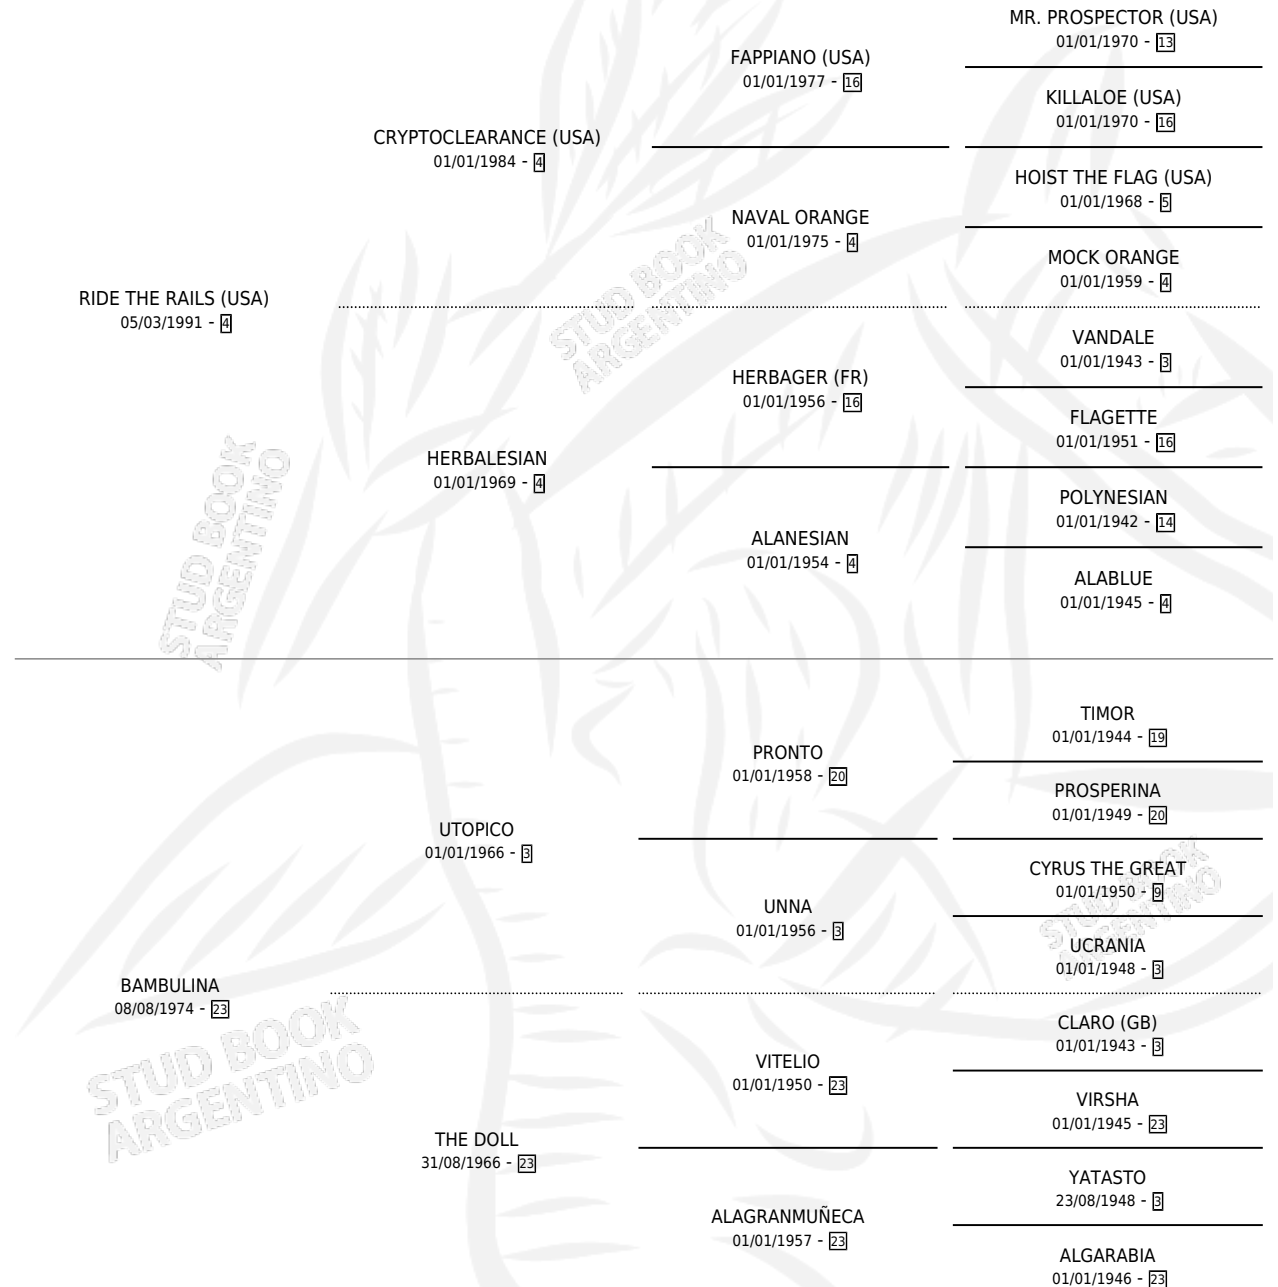 MR. PROSPECTOR (USA)
01/01/1970 - 13
FAPPIANO (USA)
01/01/1977 - 16
KILLALOE (USA)
01/01/1970 - 16
CRYPTOCLEARANCE (USA)
01/01/1984 - 4
HOIST THE FLAG (USA)
01/01/1968 - 5
NAVAL ORANGE
01/01/1975 - 4
MOCK ORANGE
01/01/1959 - 4
RIDE THE RAILS (USA)
05/03/1991 - 4
VANDALE
01/01/1943 - 3
HERBAGER (FR)
01/01/1956 - 16
FLAGETTE
01/01/1951 - 16
HERBALESIAN
01/01/1969 - 4
POLYNESIAN
01/01/1942 - 14
ALANESIAN
01/01/1954 - 4
ALABLUE
01/01/1945 - 4
TIMOR
01/01/1944 - 19
PRONTO
01/01/1958 - 20
PROSPERINA
01/01/1949 - 20
UTOPICO
01/01/1966 - 3
CYRUS THE GREAT
01/01/1950 - 9
UNNA
01/01/1956 - 3
UCRANIA
01/01/1948 - 3
BAMBULINA
08/08/1974 - 23
CLARO (GB)
01/01/1943 - 3
VITELIO
01/01/1950 - 23
VIRSHA
01/01/1945 - 23
THE DOLL
31/08/1966 - 23
YATASTO
23/08/1948 - 3
ALAGRANMUÑECA
01/01/1957 - 23
ALGARABIA
01/01/1946 - 23
STUD BOOK
ARGENTINO
STUD BOOK
ARGENTINO
STUD BOOK
ARGENTINO
STUD BOOK
ARGENTINO